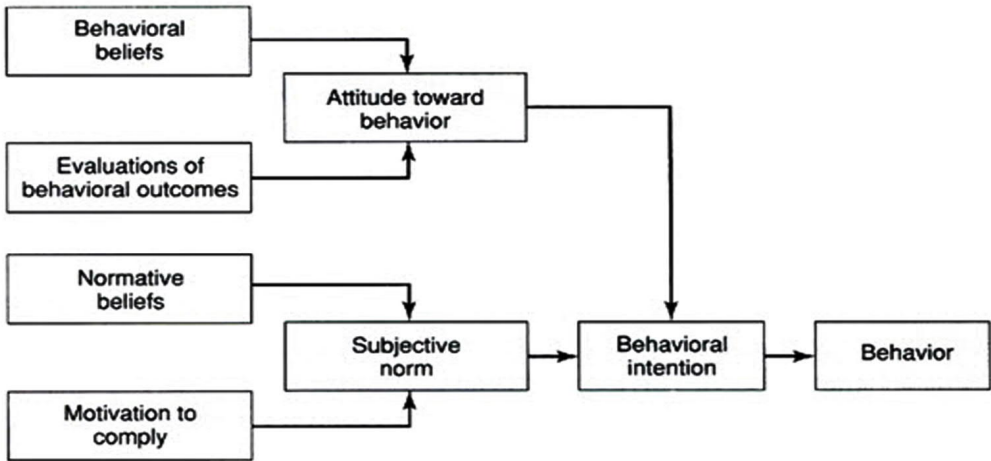 Behavioral
beliefs
Attitude toward
behavior
Evaluations of
behavioral outcomes
Normative
beliefs
Subjective
norm
Behavioral
intention
Behavior
Motivation to
comply